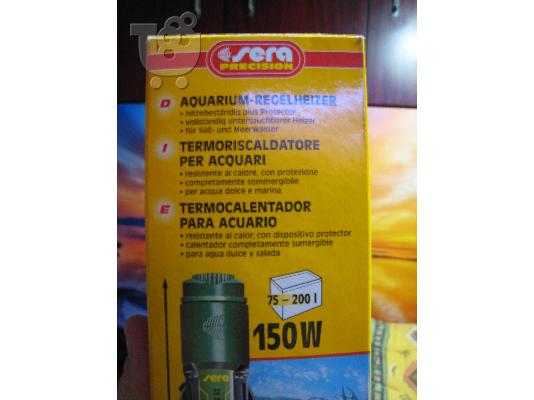 sera
PRECISION
D AQUARIUM-REGELHEIZER
• hitzebeständig plus Protector
• vollständig untertauchbarer Heizer
• für Süß- und Meerwasser
I TERMORISCALDATORE
PER ACQUARI
• resistente al calore, con protezione
• completamente sommergibile
• per acqua dolce e marina
E TERMOCALENTADOR
PARA ACUARIO
• resistente al calor, con dispositivo protector
• calentador completamente sumergible
• para agua dulce y salada
75 – 200 l
150 W
sera